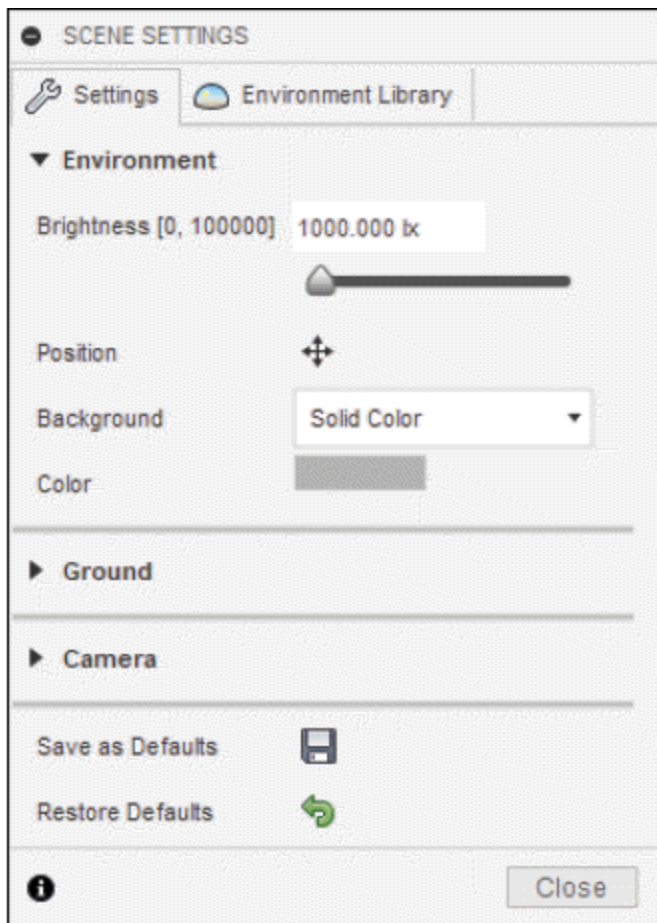 SCENE SETTINGS
Settings Environment Library
Environment
Brightness [0, 100000] 1000.000 lx
Position
Background Solid Color
Color
Ground
Camera
Save as Defaults
Restore Defaults
Close